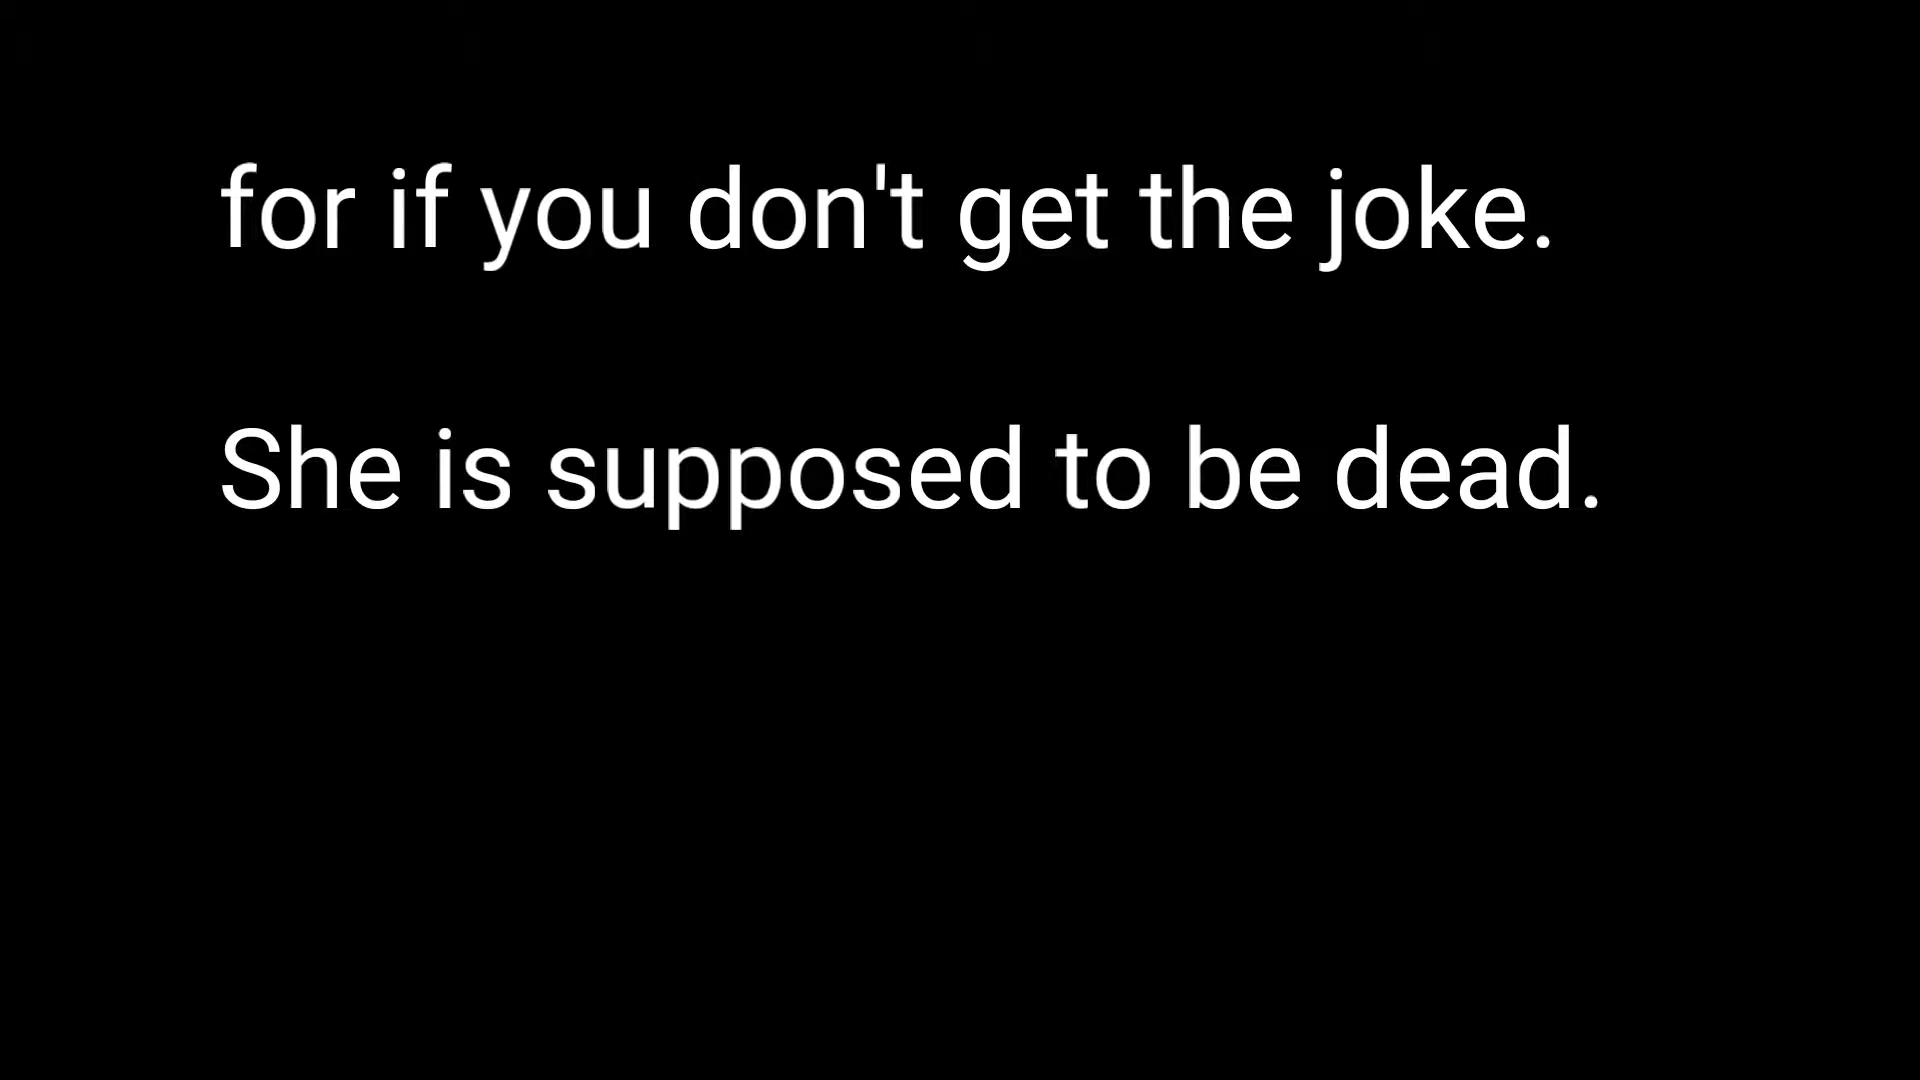 for if you don't get the joke.
She is supposed to be dead.